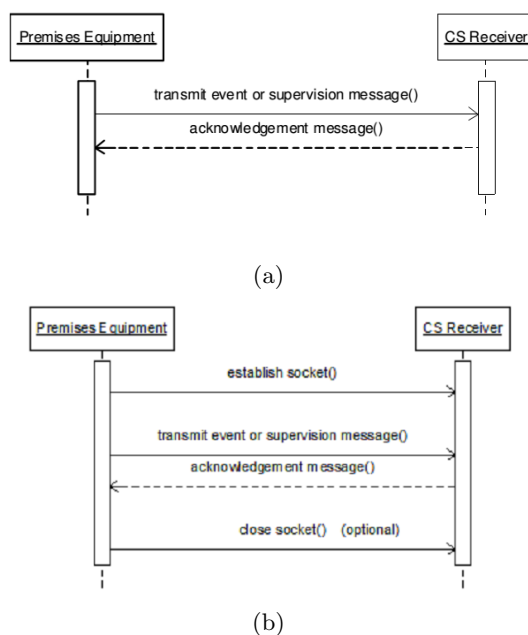 Premises Equipment
CS Receiver
transmit event or supervision message()
acknowledgement message()
(a)
Premises Equipment
CS Receiver
establish socket()
transmit event or supervision message()
acknowledgement message()
close socket() (optional)
(b)